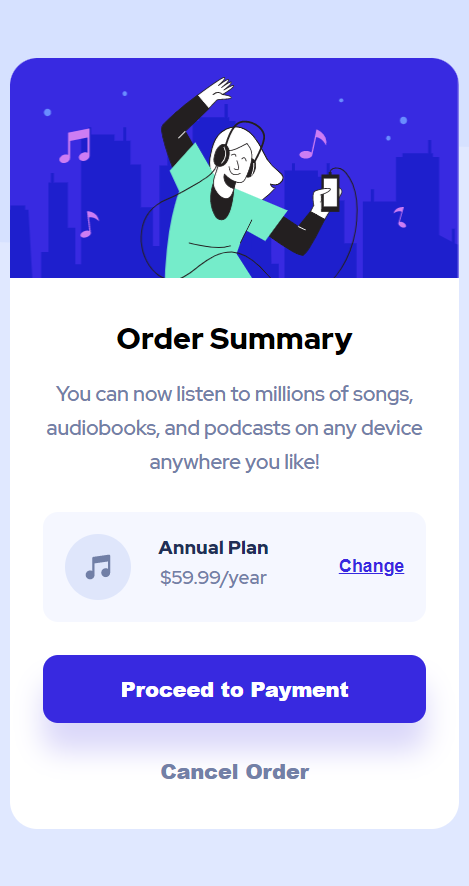 Order Summary
You can now listen to millions of songs,
audiobooks, and podcasts on any device
anywhere you like!
Annual Plan
$59.99/year
Change
Proceed to Payment
Cancel Order